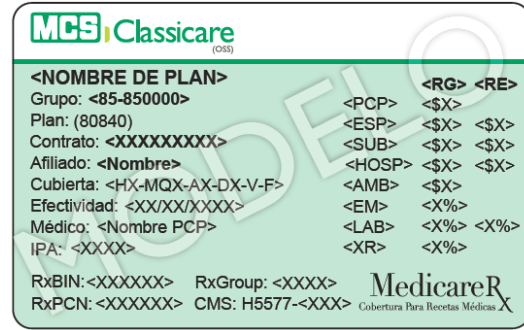 MCS Classicare
(OSS)
<NOMBRE DE PLAN>
Grupo: <85-850000>
Plan: (80840)
Contrato: <XXXXXXXXX>
Afiliado: <Nombre>
Cubierta: <HX-MQX-AX-DX-V-F>
Efectividad: <XX/XX/XXXX>
Médico: <Nombre PCP>
IPA: <XXXX>
<RG> <RE>
<PCP> <$X>
<ESP> <$X> <$X>
<SUB> <$X> <$X>
<HOSP> <$X> <$X>
<AMB> <$X>
<EM> <X%>
<LAB> <X%> <X%>
<XR> <X%>
RxBIN:<XXXXXX> RxGroup: <XXXX>
RxPCN:<XXXXXX> CMS: H5577-<XXX>
MedicareRx
Cobertura Para Recetas Médicas
MODELO